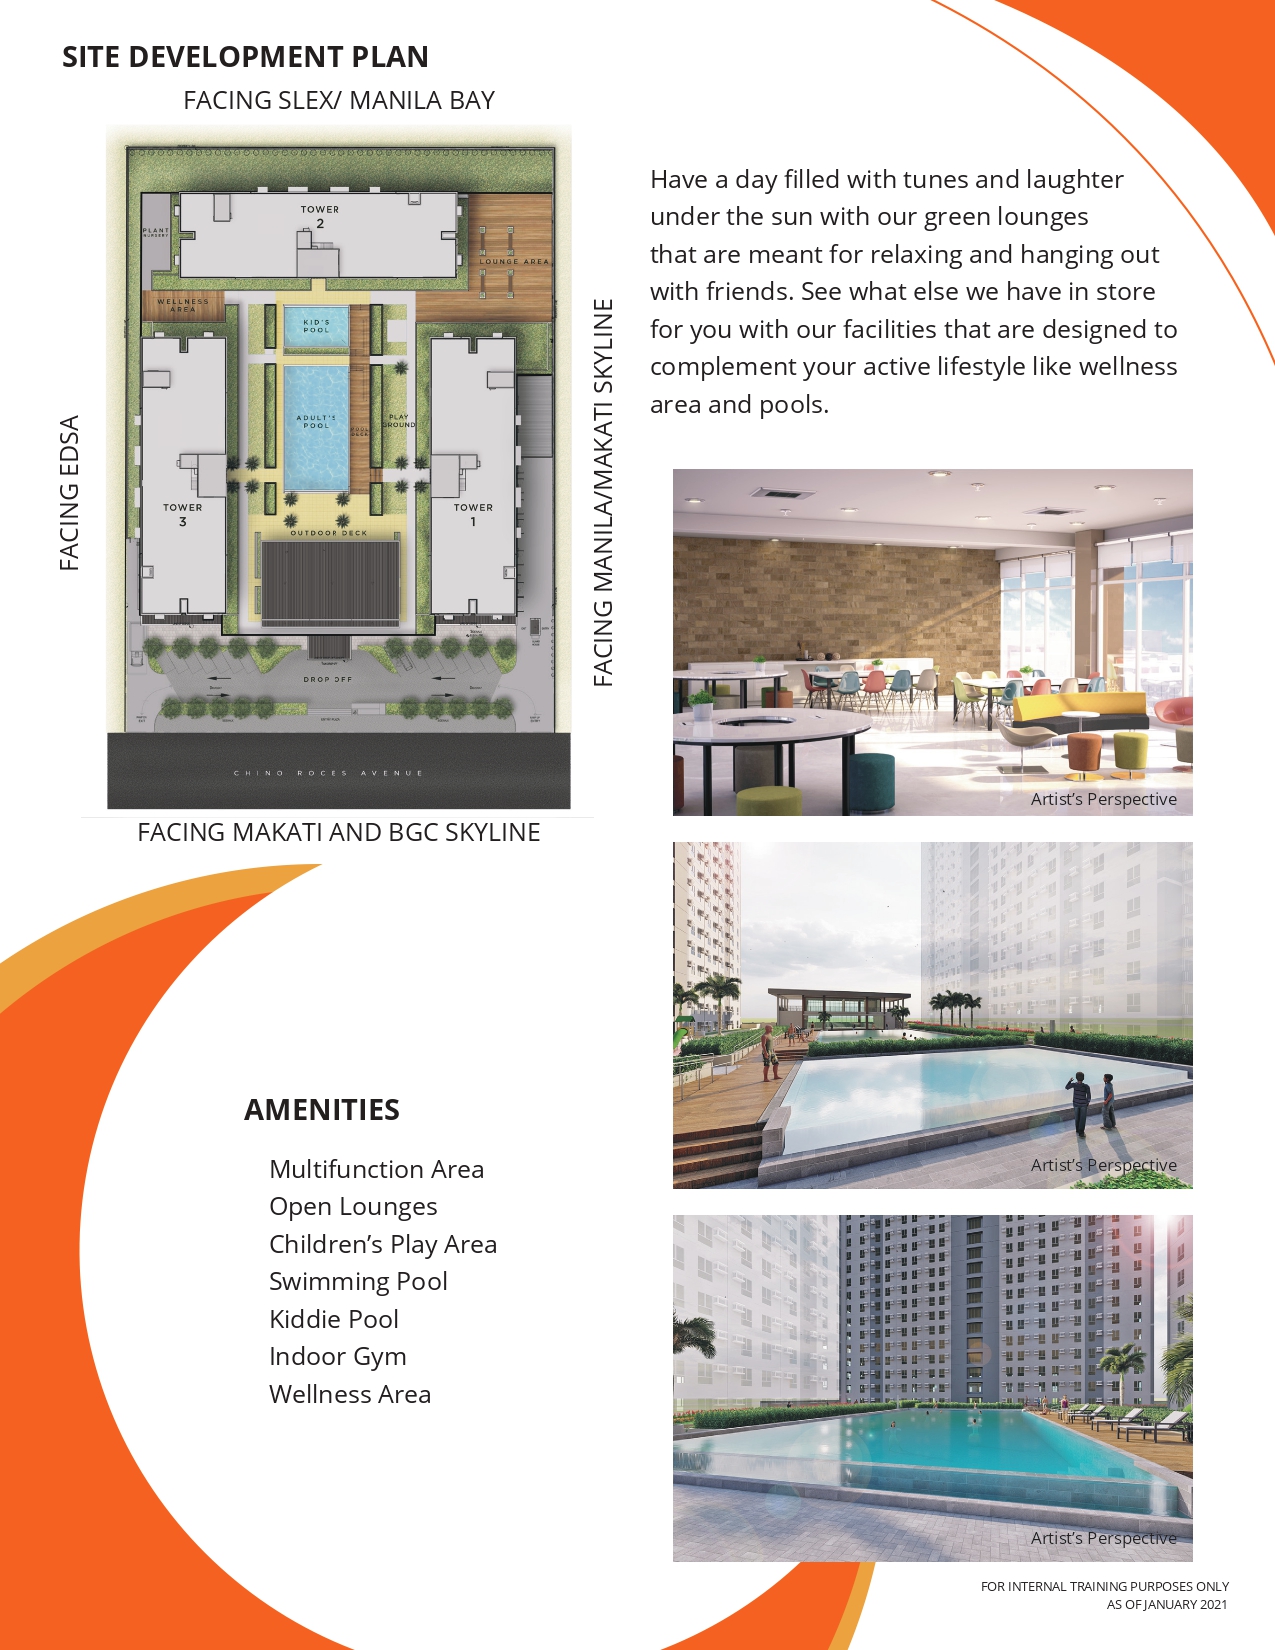 SITE DEVELOPMENT PLAN
FACING SLEX/ MANILA BAY
TOWER
2
PLANT
NURSERY
LOUNGE AREA
WELLNESS
AREA
KID'S
POOL
ADULT'S
POOL
POOL
DECK
PLAY
GROUND
TOWER
3
TOWER
1
OUTDOOR DECK
DROP OFF
CHINO ROCES AVENUE
FACING EDSA
FACING MANILA/MAKATI SKYLINE
FACING MAKATI AND BGC SKYLINE
Have a day filled with tunes and laughter
under the sun with our green lounges
that are meant for relaxing and hanging out
with friends. See what else we have in store
for you with our facilities that are designed to
complement your active lifestyle like wellness
area and pools.
Artist’s Perspective
Artist’s Perspective
Artist’s Perspective
AMENITIES
Multifunction Area
Open Lounges
Children’s Play Area
Swimming Pool
Kiddie Pool
Indoor Gym
Wellness Area
FOR INTERNAL TRAINING PURPOSES ONLY
AS OF JANUARY 2021